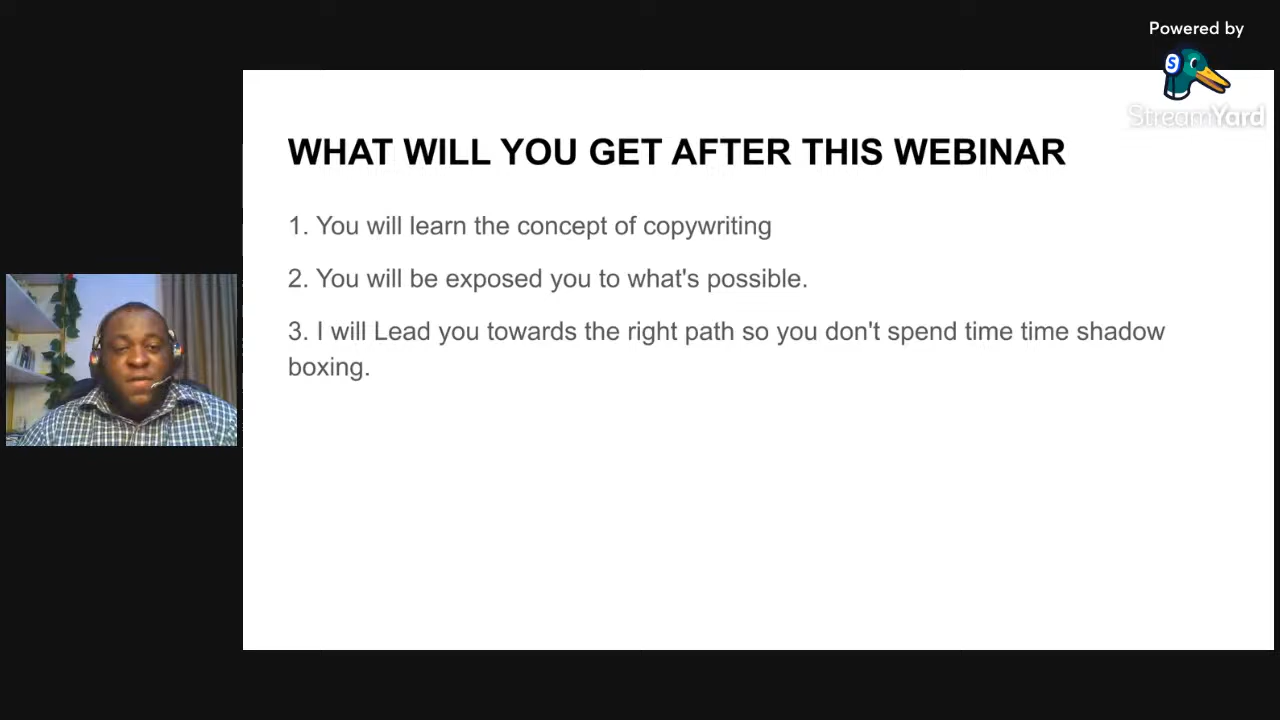 Powered by
StreamYard
WHAT WILL YOU GET AFTER THIS WEBINAR
1. You will learn the concept of copywriting
2. You will be exposed you to what's possible.
3. I will Lead you towards the right path so you don't spend time time shadow
boxing.